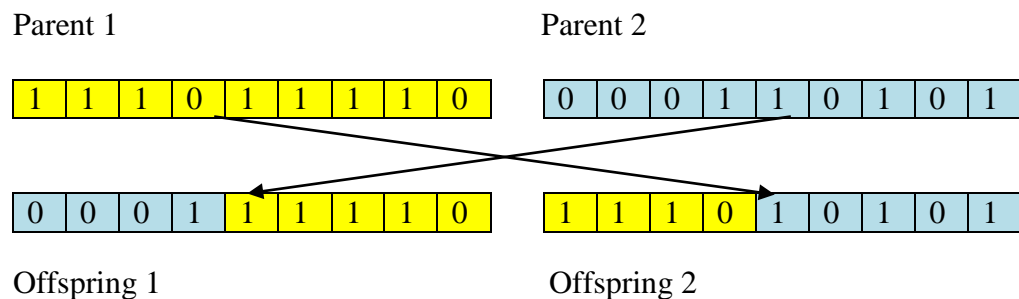 Parent 1 Parent 2
1 1 1 0 1 1 1 1 0 0 0 0 1 1 0 1 0 1
0 0 0 1 1 1 1 1 0 1 1 1 0 1 0 1 0 1
Offspring 1 Offspring 2